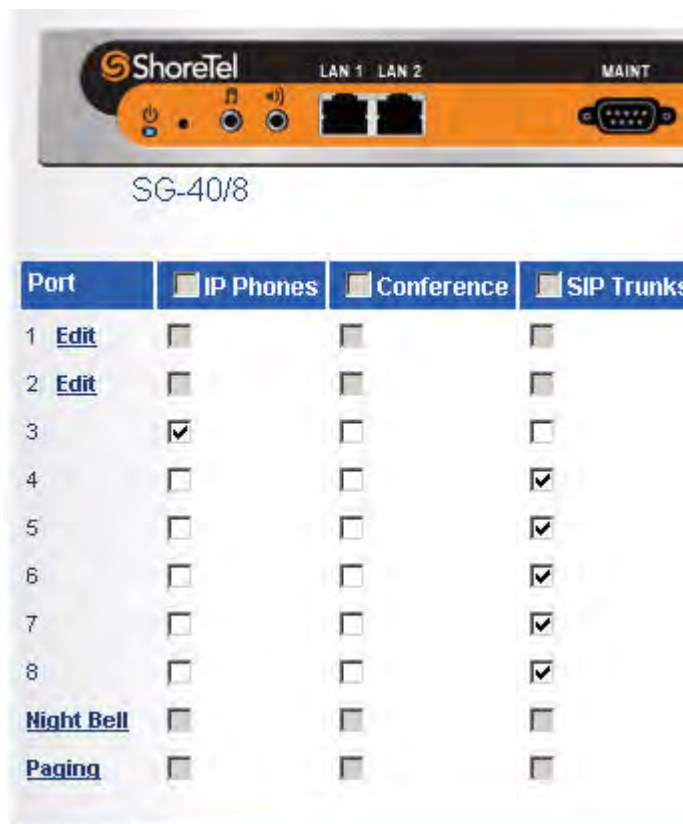 ShoreTel LAN 1 LAN 2 MAINT
SG-40/8
Port IP Phones Conference SIP Trunks
1 Edit
2 Edit
3
4
5
6
7
8
Night Bell
Paging